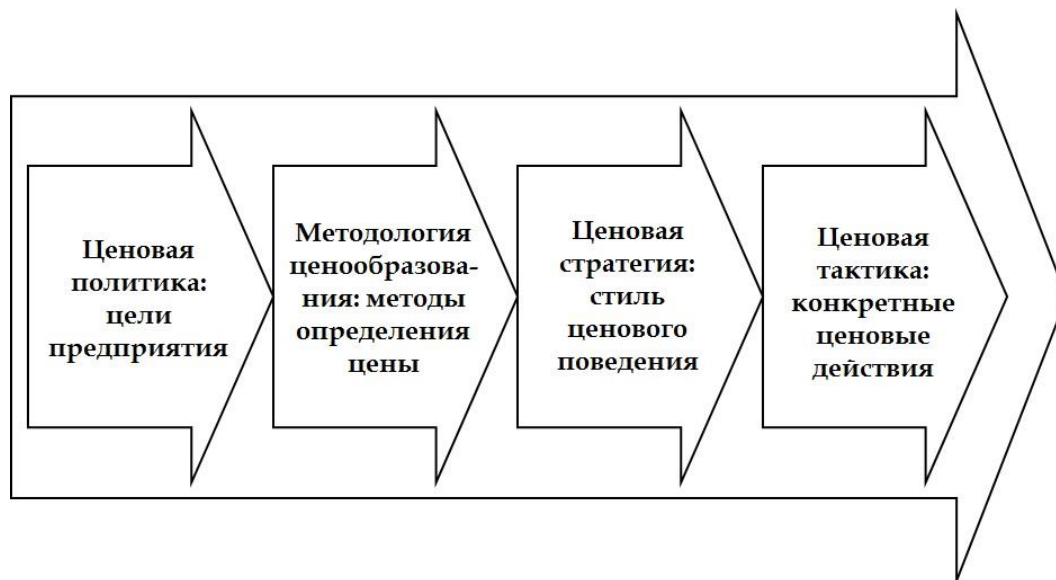 Ценовая
политика:
цели
предприятия
Методология
ценообразова-
ния: методы
определения
цены
Ценовая
стратегия:
стиль
ценового
поведения
Ценовая
тактика:
конкретные
ценовые
действия